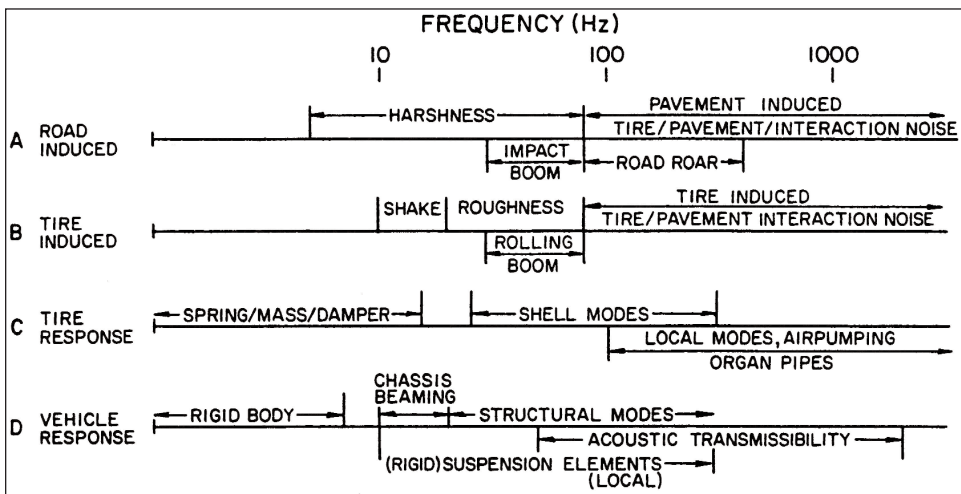 FREQUENCY (Hz)
10 100 1000
HARSHNESS
PAVEMENT INDUCED
A ROAD INDUCED
TIRE/PAVEMENT/INTERACTION NOISE
IMPACT BOOM
ROAD ROAR
SHAKE ROUGHNESS
TIRE INDUCED
B TIRE INDUCED
TIRE/PAVEMENT INTERACTION NOISE
ROLLING BOOM
SPRING/MASS/DAMPER
SHELL MODES
C TIRE RESPONSE
LOCAL MODES, AIRPUMPING
ORGAN PIPES
CHASSIS BEAMING
RIGID BODY
STRUCTURAL MODES
D VEHICLE RESPONSE
ACOUSTIC TRANSMISSIBILITY
(RIGID) SUSPENSION ELEMENTS
(LOCAL)